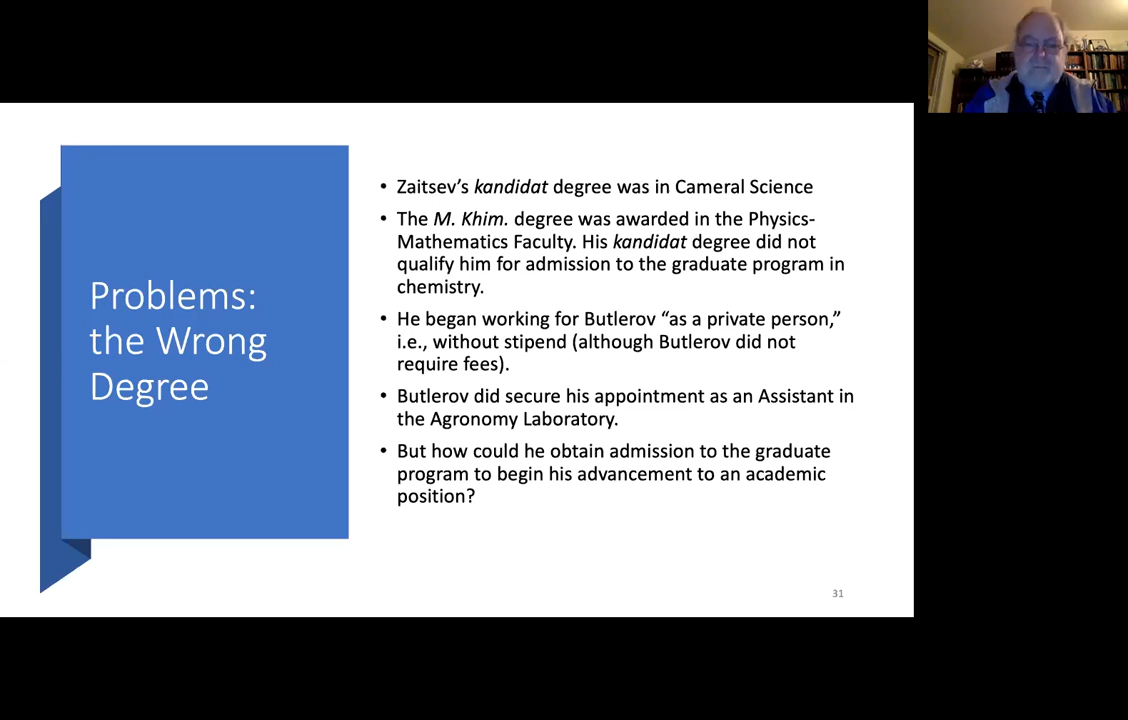 Problems:
the Wrong
Degree
• Zaitsev’s kandidat degree was in Cameral Science
• The M. Khim. degree was awarded in the Physics-
Mathematics Faculty. His kandidat degree did not
qualify him for admission to the graduate program in
chemistry.
• He began working for Butlerov “as a private person,”
i.e., without stipend (although Butlerov did not
require fees).
• Butlerov did secure his appointment as an Assistant in
the Agronomy Laboratory.
• But how could he obtain admission to the graduate
program to begin his advancement to an academic
position?
31